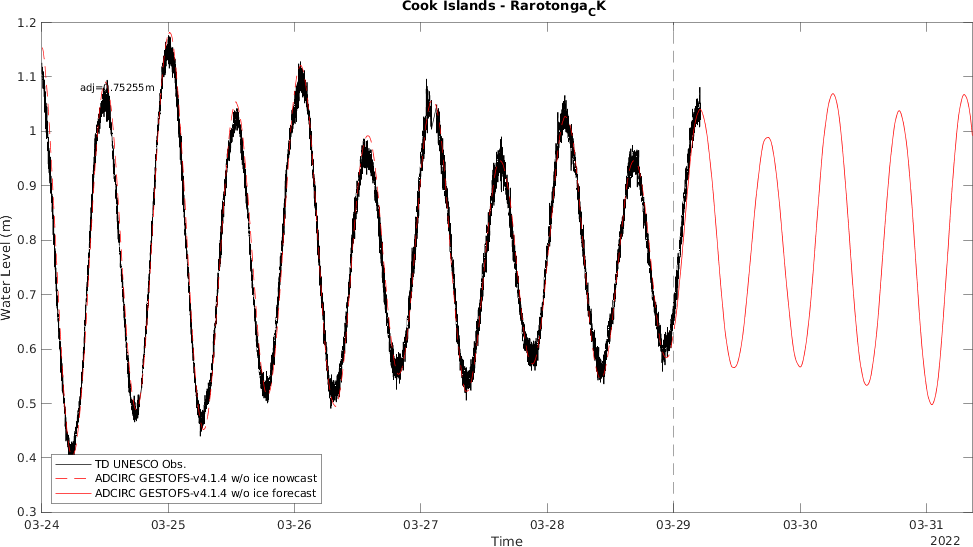 Cook Islands - RarotongaCK
1.2
1.1
1
0.9
0.8
0.7
0.6
0.5
0.4
0.3
Water Level (m)
adj=0.75255m
TD UNESCO Obs.
ADCIRC GESTOFS-v4.1.4 w/o ice nowcast
ADCIRC GESTOFS-v4.1.4 w/o ice forecast
03-24 03-25 03-26 03-27 03-28 03-29 03-30 03-31
Time
2022